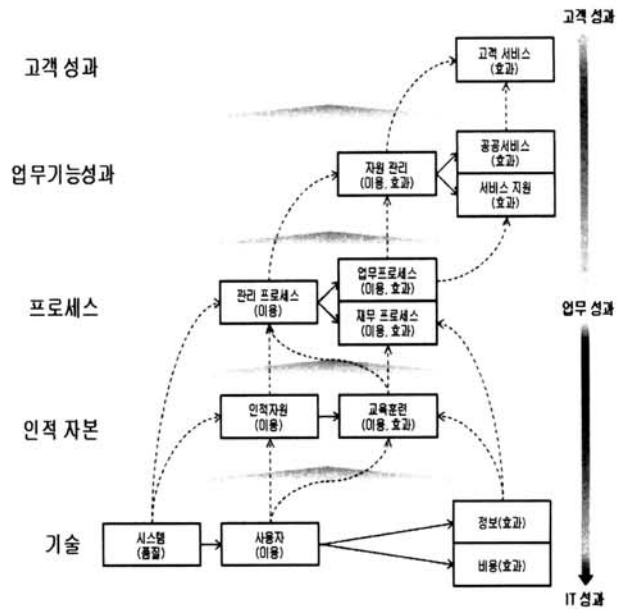 고객 성과
고객 성과
고객 서비스
(효과)
업무기능성과
자원 관리
(이용, 효과)
공공서비스
(효과)
서비스 지원
(효과)
프로세스
관리 프로세스
(이용)
업무프로세스
(이용, 효과)
재무 프로세스
(이용, 효과)
업무 성과
인적 자본
인적자원
(이용)
교육훈련
(이용, 효과)
기술
시스템
(품질)
사용자
(이용)
정보(효과)
비용(효과)
IT 성과